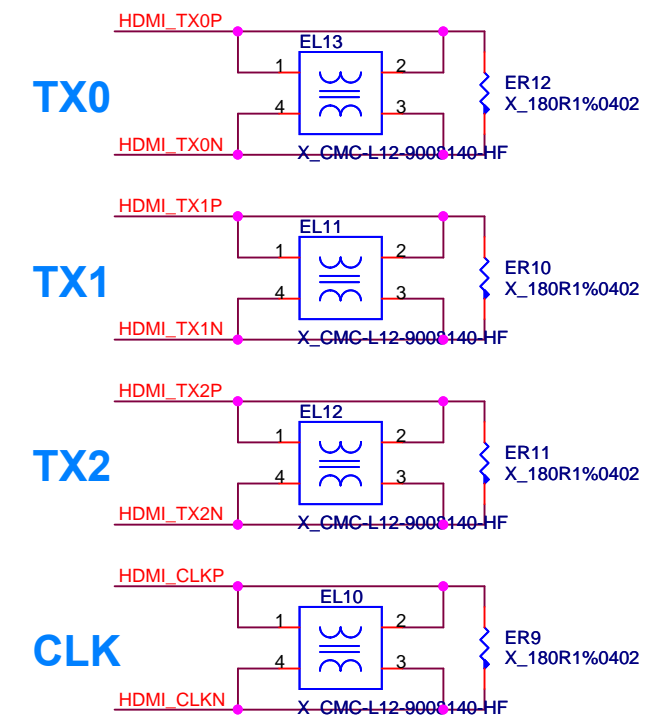 HDMI_TX0P
EL13
1
2
TX0
ER12
X_180R1%0402
4
3
HDMI_TX0N
X_CMC-L12-9008140-HF
HDMI_TX1P
EL11
1
2
TX1
ER10
X_180R1%0402
4
3
HDMI_TX1N
X_CMC-L12-9008140-HF
HDMI_TX2P
EL12
1
2
TX2
ER11
X_180R1%0402
4
3
HDMI_TX2N
X_CMC-L12-9008140-HF
HDMI_CLKP
EL10
1
2
CLK
ER9
X_180R1%0402
4
3
HDMI_CLKN
X_CMC-L12-9008140-HF